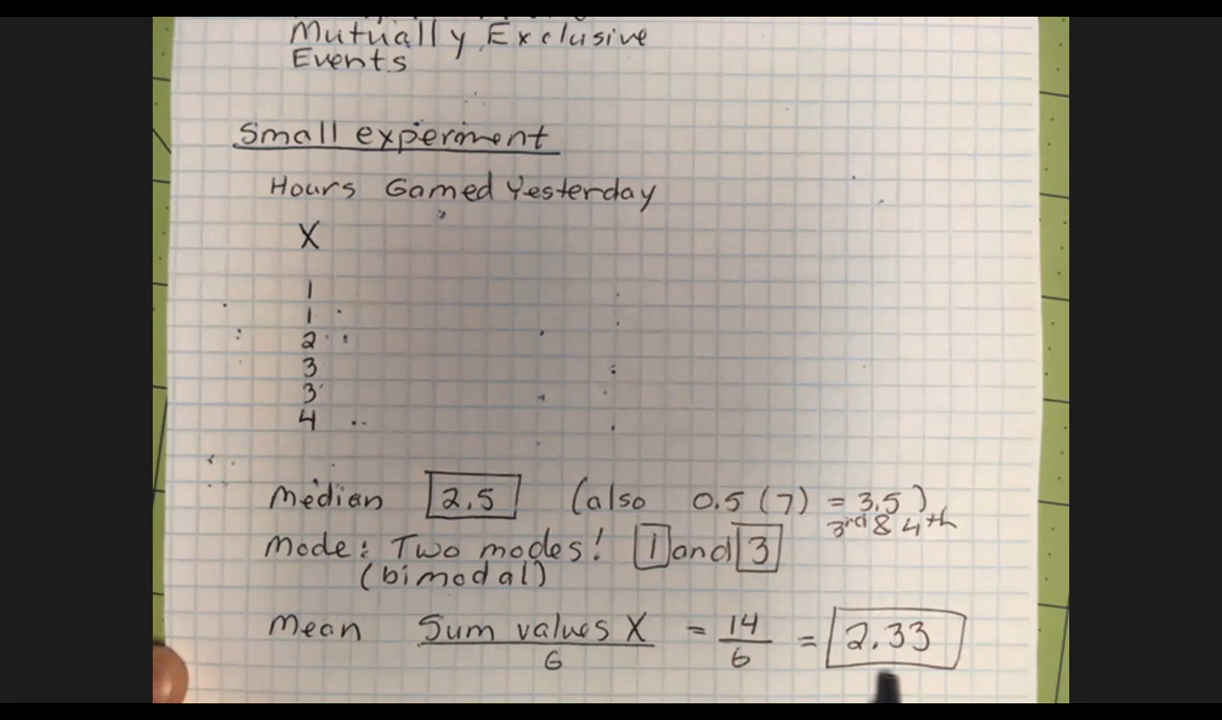 Mutually Exclusive
Events
Small experiment
Hours Gamed Yesterday
X
1
1
2
3
3
4
Median 2.5 (also 0.5(7) = 3.5)
3rd & 4th
Mode: Two modes! 1 and 3
(bimodal)
Mean Sum values X = 14 = 2.33
6 6